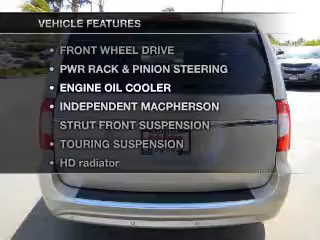 VEHICLE FEATURES
• FRONT WHEEL DRIVE
• PWR RACK & PINION STEERING
• ENGINE OIL COOLER
• INDEPENDENT MACPHERSON
STRUT FRONT SUSPENSION
• TOURING SUSPENSION
• HD radiator